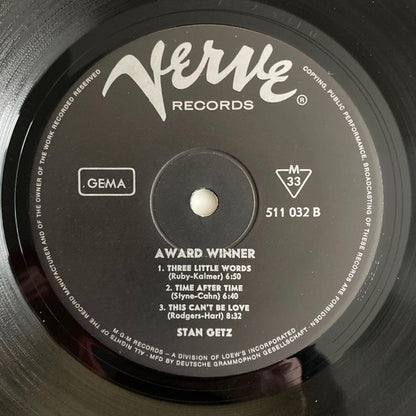 Verve
RECORDS
®
GEMA
M
33
511 032 B
AWARD WINNER
1. THREE LITTLE WORDS
(Ruby-Kalmer) 6:50
2. TIME AFTER TIME
(Styne-Cahn) 6:40
3. THIS CAN'T BE LOVE
(Rodgers-Hart) 8:32
STAN GETZ
ALL RIGHTS OF THE RECORD MANUFACTURER AND OF THE OWNER OF THE WORK RECORDED RESERVED
COPYING, PUBLIC PERFORMANCE, BROADCASTING OF THESE RECORDS ARE FORBIDDEN
M-G-M RECORDS - A DIVISION OF LOEW'S INCORPORATED
MFD BY DEUTSCHE GRAMMOPHON GESELLSCHAFT